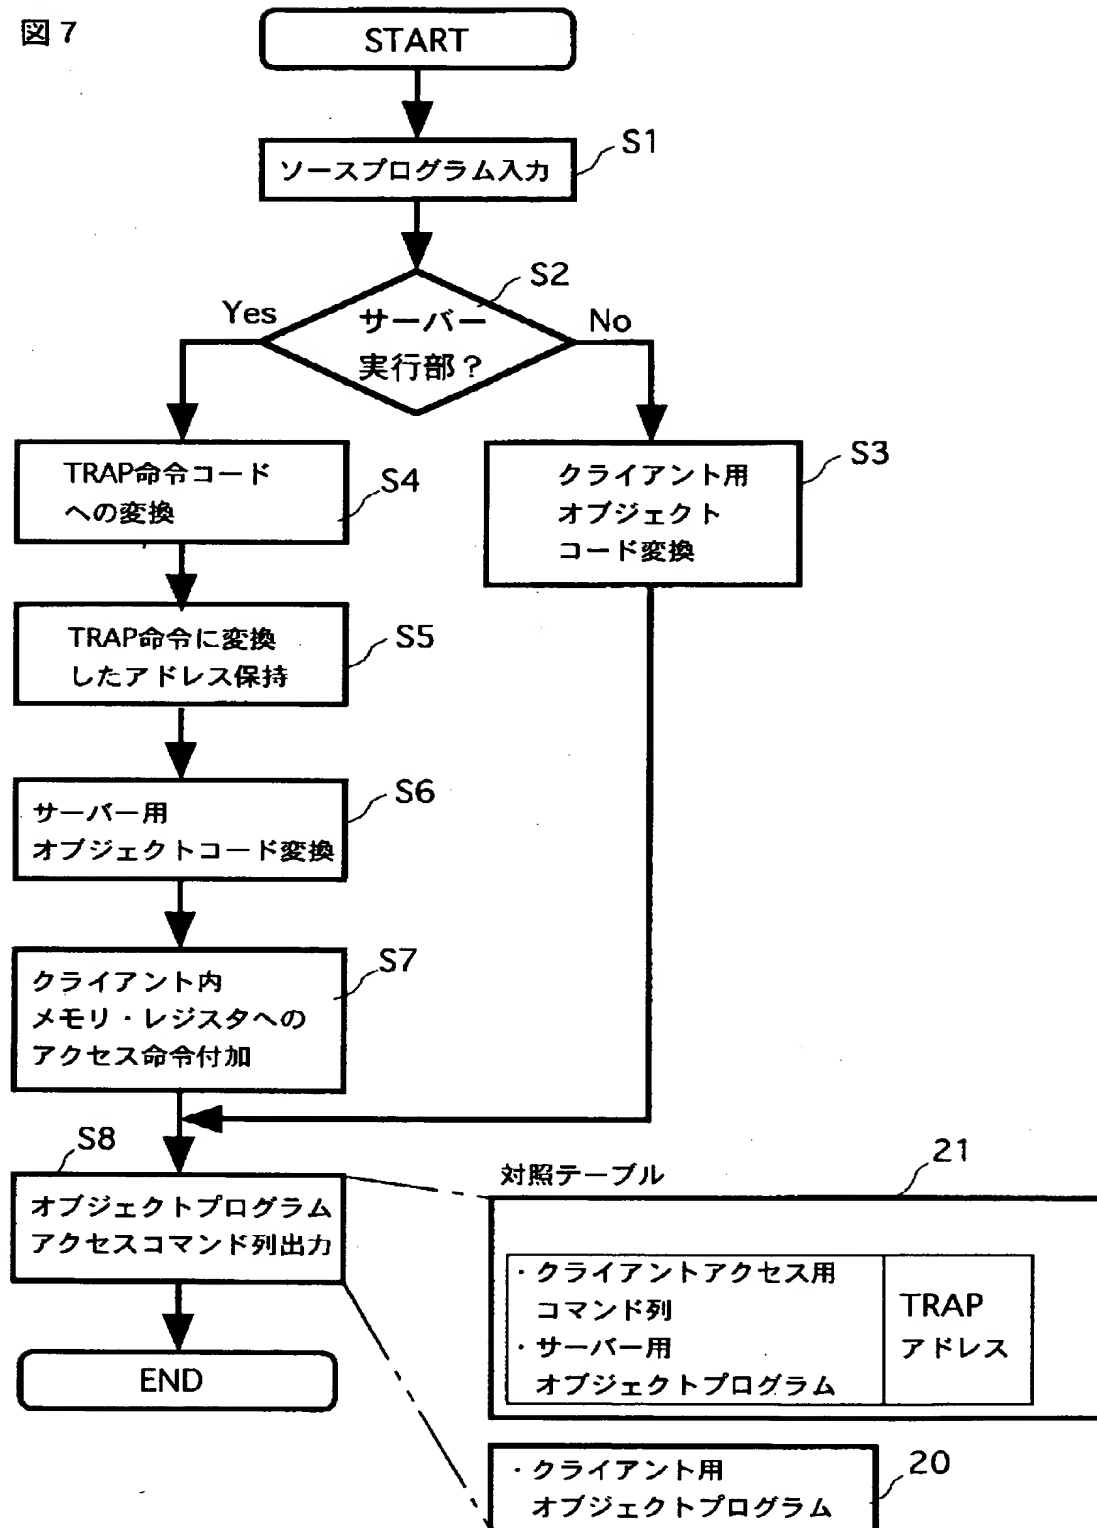 図7
START
ソースプログラム入力
S1
S2
Yes
サーバー
実行部？
No
TRAP命令コード
への変換
S4
クライアント用
オブジェクト
コード変換
S3
TRAP命令に変換
したアドレス保持
S5
サーバー用
オブジェクトコード変換
S6
クライアント内
メモリ・レジスタへの
アクセス命令付加
S7
S8
オブジェクトプログラム
アクセスコマンド列出力
END
対照テーブル
21
・クライアントアクセス用
コマンド列
・サーバー用
オブジェクトプログラム
TRAP
アドレス
・クライアント用
オブジェクトプログラム
20